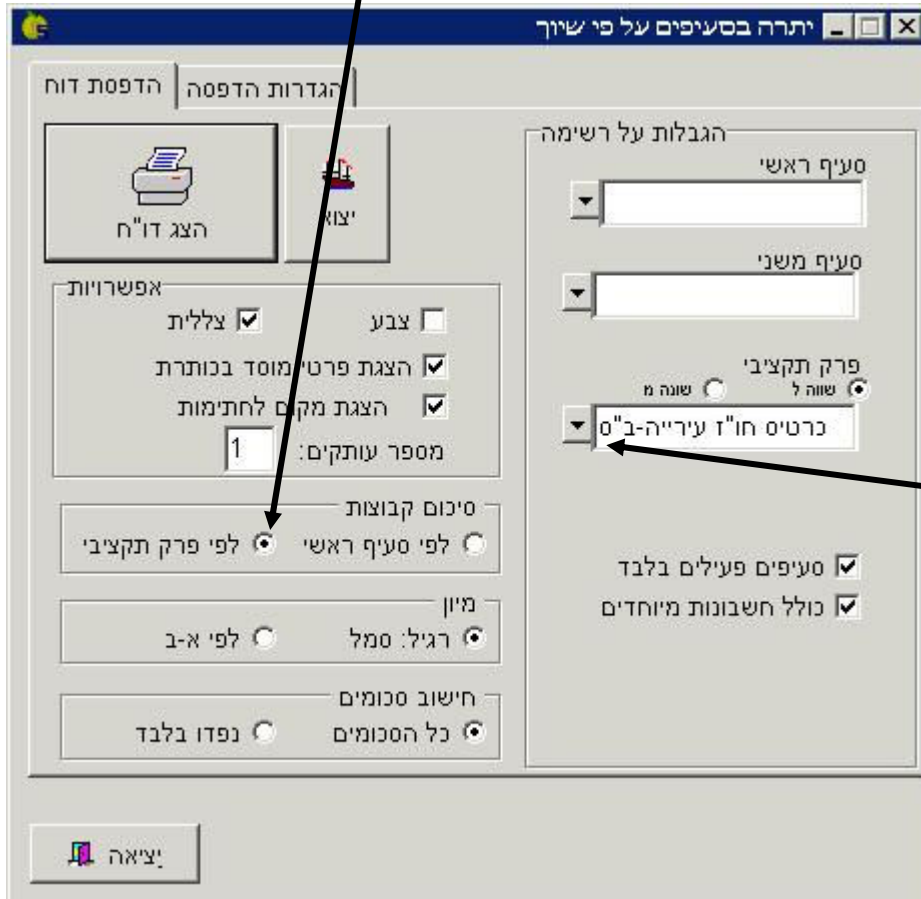 יתרה בסעיפים על פי שיוך
הדפסת דוח
הגדרות הדפסה
הגבלות על רשימה
סעיף ראשי
סעיף משני
פרק תקציבי
שווה ל
שונה מ
כרטיס חו"ז עירייה-ב"ס
סעיפים פעילים בלבד
כולל חשבונות מיוחדים
יצוא
הצג דו"ח
אפשרויות
צבע
צללית
הצגת פרטי מוסד בכותרת
הצגת מקום לחתימות
מספר עותקים: 1
סיכום קבוצות
לפי סעיף ראשי
לפי פרק תקציבי
מיון
רגיל: סמל
לפי א-ב
חישוב סכומים
כל הסכומים
נפדו בלבד
יציאה